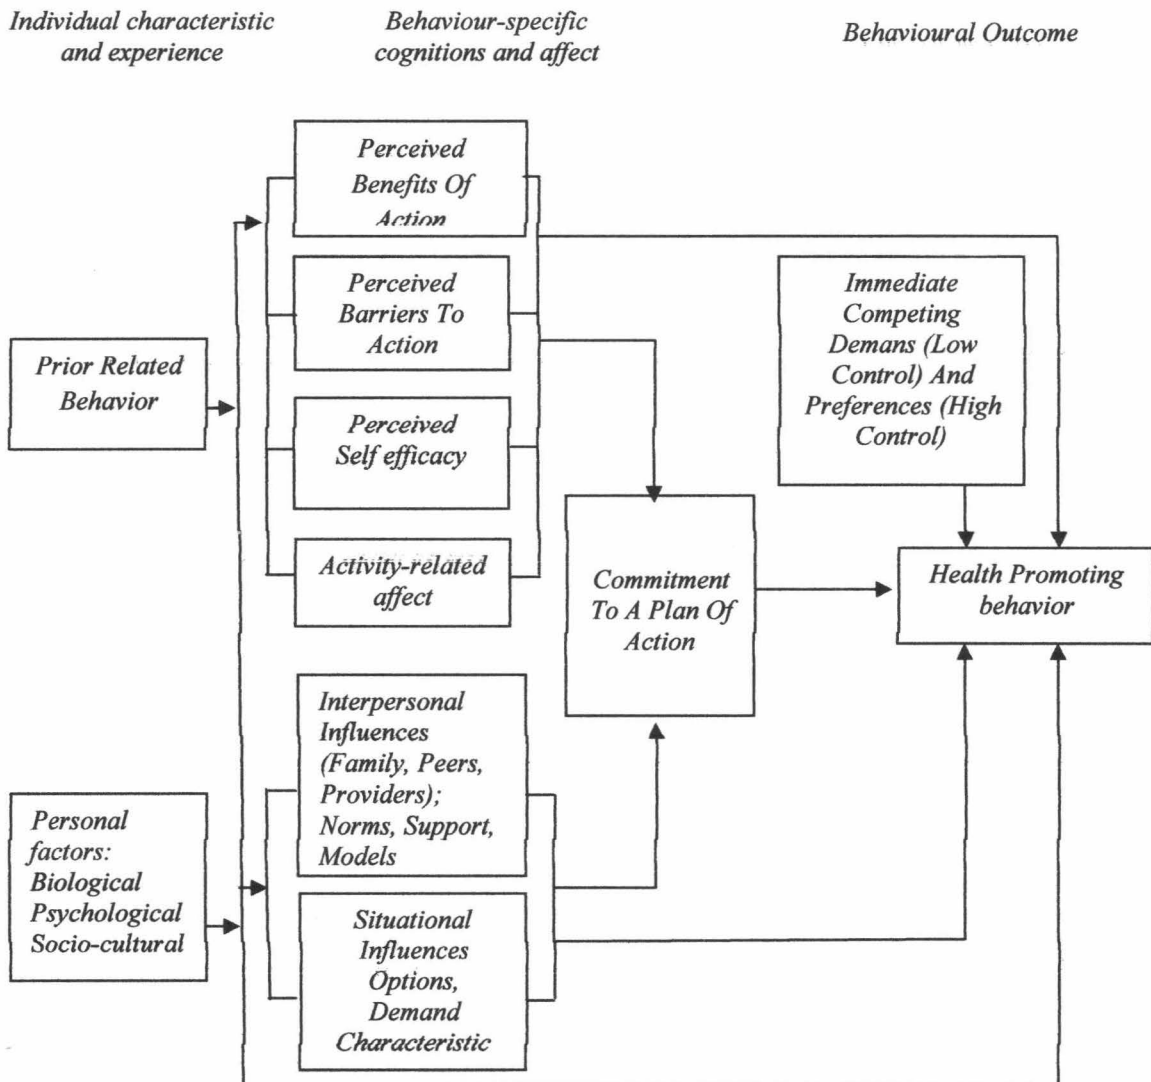 Individual characteristic
and experience
Behaviour-specific
cognitions and affect
Behavioural Outcome
Perceived
Benefits Of
Action
Perceived
Barriers To
Action
Perceived
Self efficacy
Activity-related
affect
Prior Related
Behavior
Immediate
Competing
Demans (Low
Control) And
Preferences (High
Control)
Commitment
To A Plan Of
Action
Health Promoting
behavior
Interpersonal
Influences
(Family, Peers,
Providers);
Norms, Support,
Models
Personal
factors:
Biological
Psychological
Socio-cultural
Situational
Influences
Options,
Demand
Characteristic